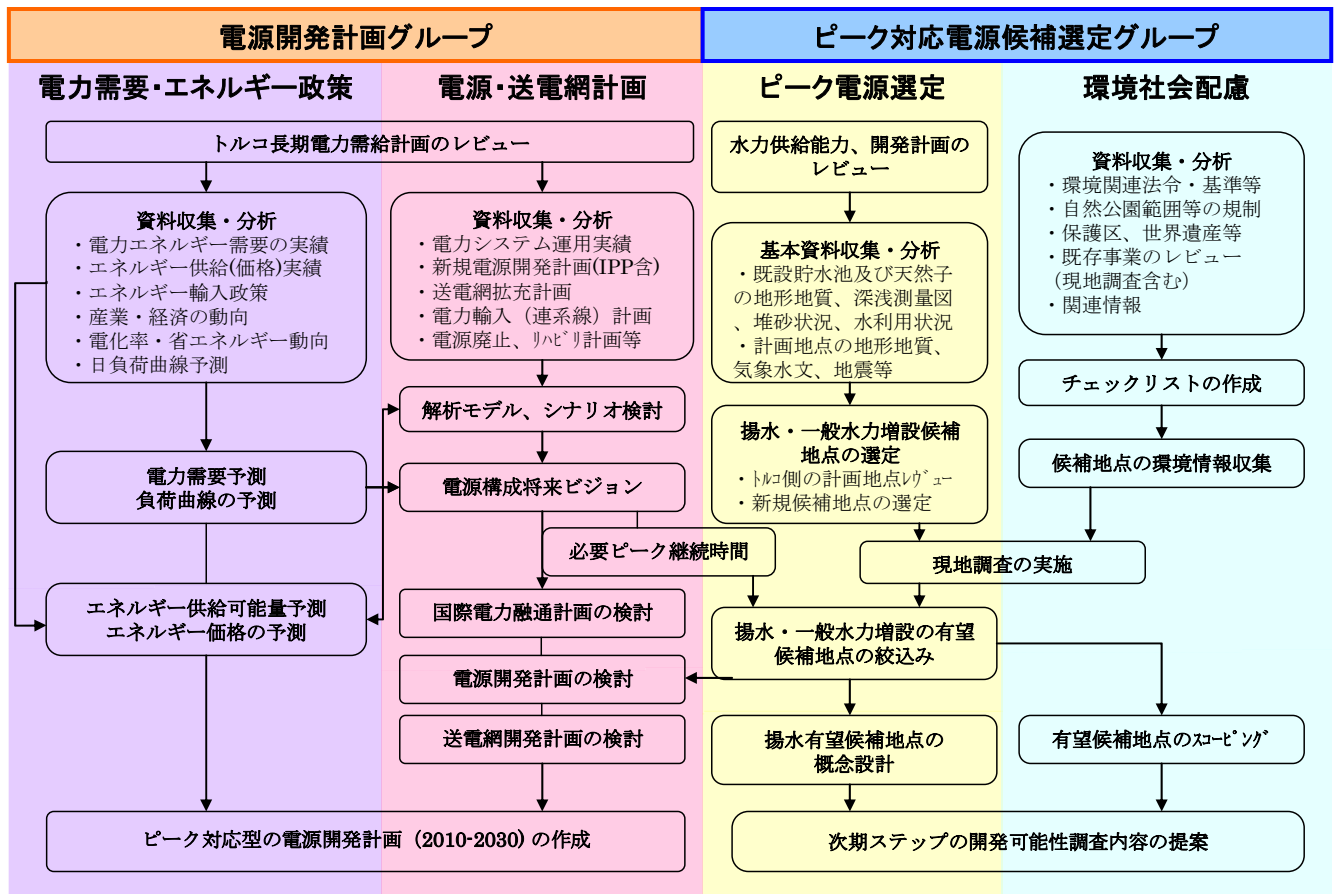 電源開発計画グループ
ピーク対応電源候補選定グループ
電力需要・エネルギー政策
電源・送電網計画
ピーク電源選定
環境社会配慮
トルコ長期電力需給計画のレビュー
資料収集・分析
・電力エネルギー需要の実績
・エネルギー供給(価格)実績
・エネルギー輸入政策
・産業・経済の動向
・電化率・省エネルギー動向
・日負荷曲線予測
電力需要予測
負荷曲線の予測
エネルギー供給可能量予測
エネルギー価格の予測
資料収集・分析
・電力システム運用実績
・新規電源開発計画(IPP含)
・送電網拡充計画
・電力輸入（連系線）計画
・電源廃止、ﾘﾊﾋﾞﾘ計画等
解析モデル、シナリオ検討
電源構成将来ビジョン
必要ピーク継続時間
国際電力融通計画の検討
電源開発計画の検討
送電網開発計画の検討
ピーク対応型の電源開発計画（2010-2030) の作成
水力供給能力、開発計画の
レビュー
基本資料収集・分析
・既設貯水池及び天然子
の地形地質、深浅測量図
、堆砂状況、水利用状況
・計画地点の地形地質、
気象水文、地震等
揚水・一般水力増設候補
地点の選定
・ﾄﾙｺ側の計画地点ﾚｳﾞｭｰ
・新規候補地点の選定
現地調査の実施
揚水・一般水力増設の有望
候補地点の絞込み
揚水有望候補地点の
概念設計
資料収集・分析
・環境関連法令・基準等
・自然公園範囲等の規制
・保護区、世界遺産等
・既存事業のレビュー
（現地調査含む）
・関連情報
チェックリストの作成
候補地点の環境情報収集
有望候補地点のｽｺｰﾋﾟﾝｸﾞ
次期ステップの開発可能性調査内容の提案